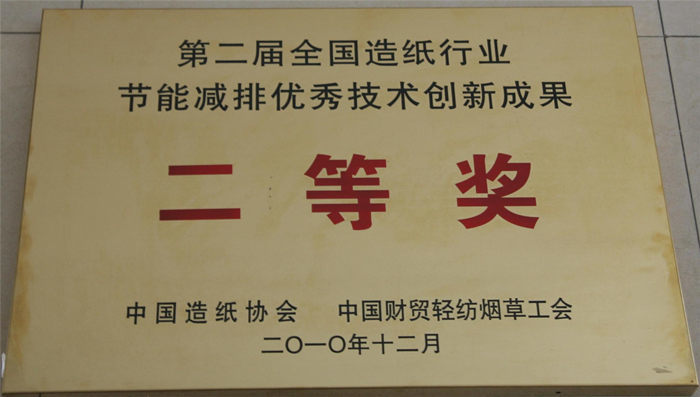 第二届全国造纸行业
节能减排优秀技术创新成果
二等奖
中国造纸协会 中国财贸轻纺烟草工会
二〇一〇年十二月